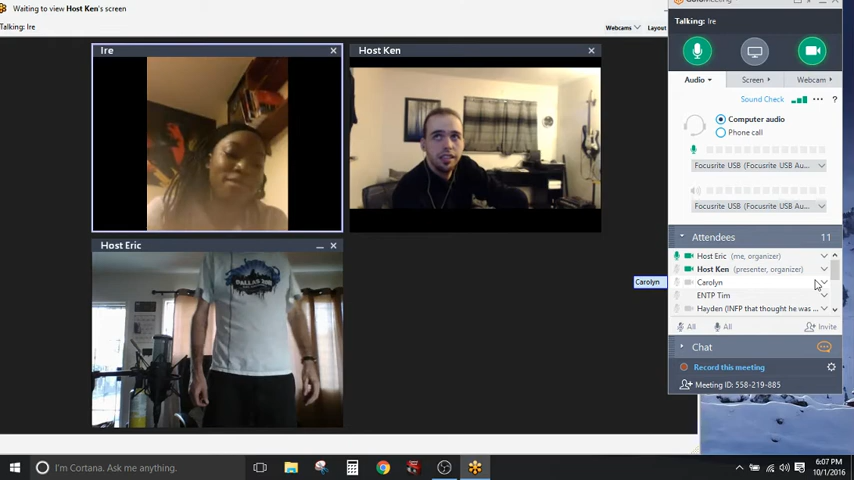 Waiting to view Host Ken's screen
Talking: Ire
Webcams
Layout
Ire
Host Ken
Host Eric
Talking: Ire
Audio
Screen
Webcam
Sound Check
?
Computer audio
Phone call
Focusrite USB (Focusrite USB Au...
Focusrite USB (Focusrite USB Au...
Attendees 11
Host Eric (me, organizer)
Host Ken (presenter, organizer)
Carolyn
Carolyn
ENTP Tim
Hayden (INFP that thought he was ...
All
All
Invite
Chat
Record this meeting
Meeting ID: 558-219-885
I'm Cortana. Ask me anything.
6:07 PM
10/1/2016